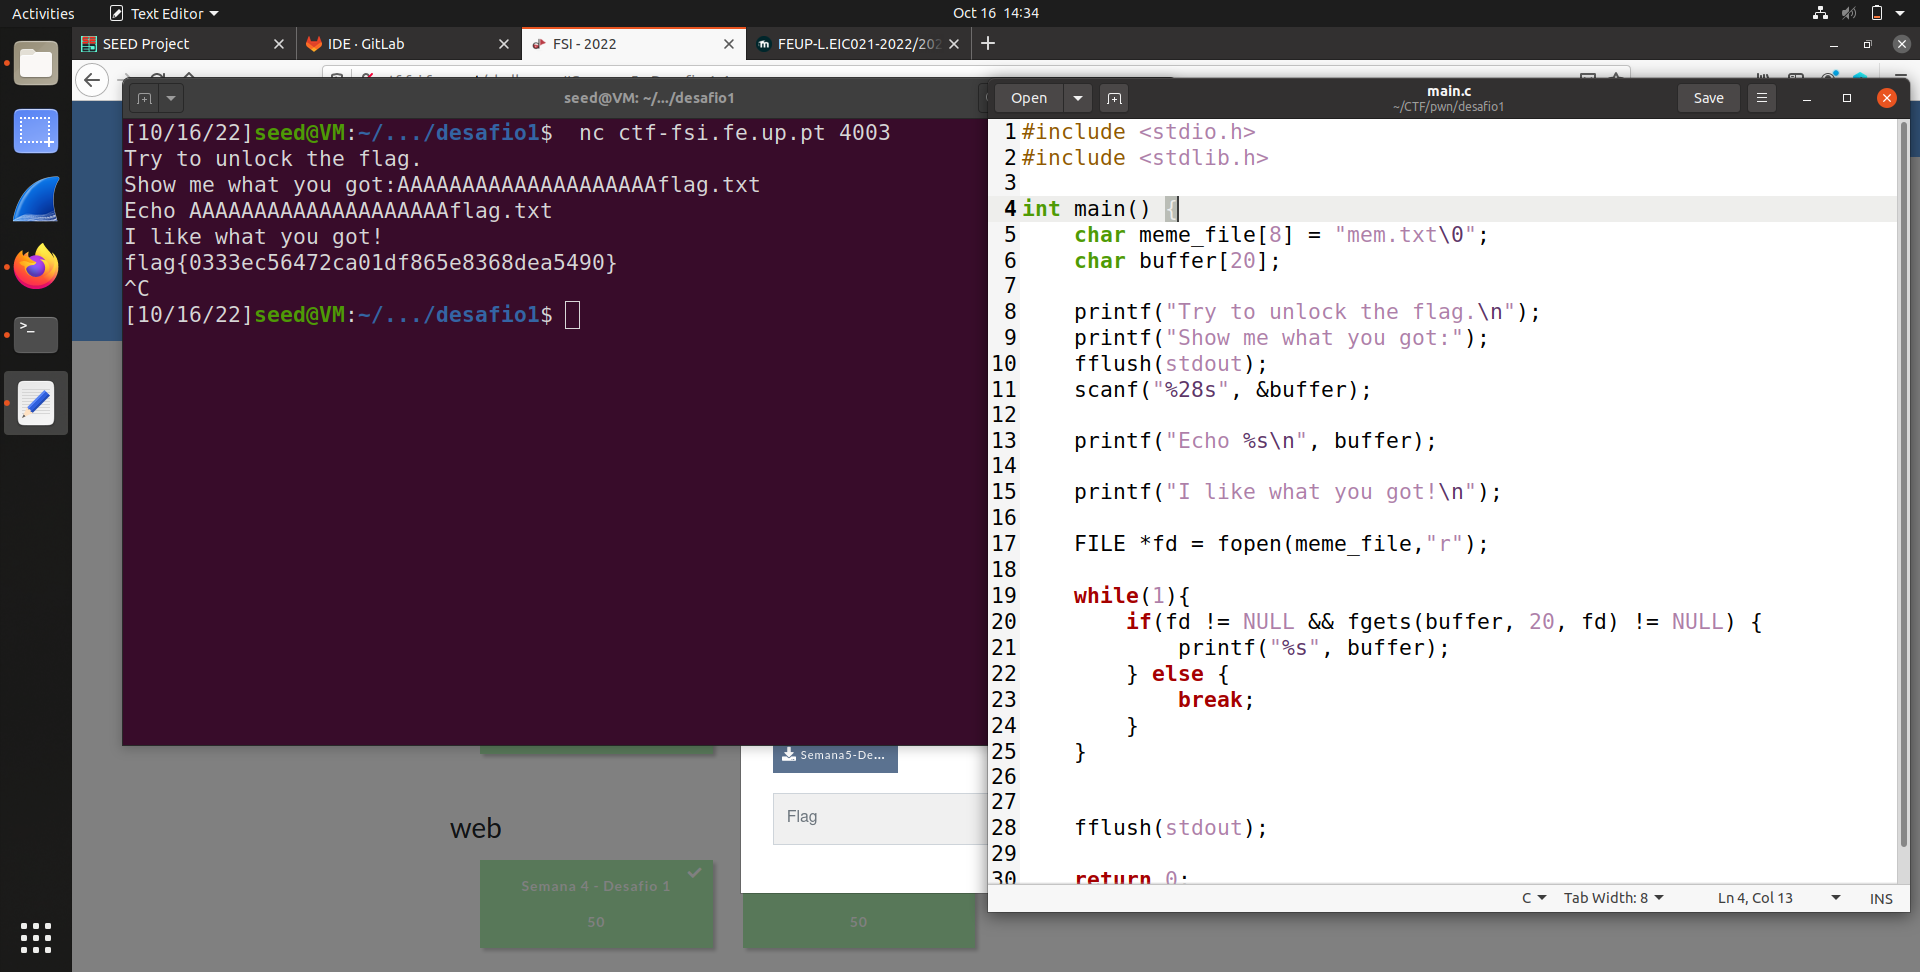 Activities
Text Editor
Oct 16 14:34
SEED Project
IDE · GitLab
FSI - 2022
FEUP-L.EIC021-2022/202
seed@VM: ~/.../desafio1
[10/16/22]seed@VM:~/.../desafio1$  nc ctf-fsi.fe.up.pt 4003
Try to unlock the flag.
Show me what you got:AAAAAAAAAAAAAAAAAAAAflag.txt
Echo AAAAAAAAAAAAAAAAAAAAflag.txt
I like what you got!
flag{0333ec56472ca01df865e8368dea5490}
^C
[10/16/22]seed@VM:~/.../desafio1$
Open
main.c
~/CTF/pwn/desafio1
Save
1 #include <stdio.h>
2 #include <stdlib.h>
3
4 int main() {
5     char meme_file[8] = "mem.txt\0";
6     char buffer[20];
7
8     printf("Try to unlock the flag.\n");
9     printf("Show me what you got:");
10     fflush(stdout);
11     scanf("%28s", &buffer);
12
13     printf("Echo %s\n", buffer);
14
15     printf("I like what you got!\n");
16
17     FILE *fd = fopen(meme_file,"r");
18
19     while(1){
20         if(fd != NULL && fgets(buffer, 20, fd) != NULL) {
21             printf("%s", buffer);
22         } else {
23             break;
24         }
25     }
26
27
28     fflush(stdout);
29
30     return 0;
C
Tab Width: 8
Ln 4, Col 13
INS
Semana5-De...
Flag
web
Semana 4 - Desafio 1
50
50